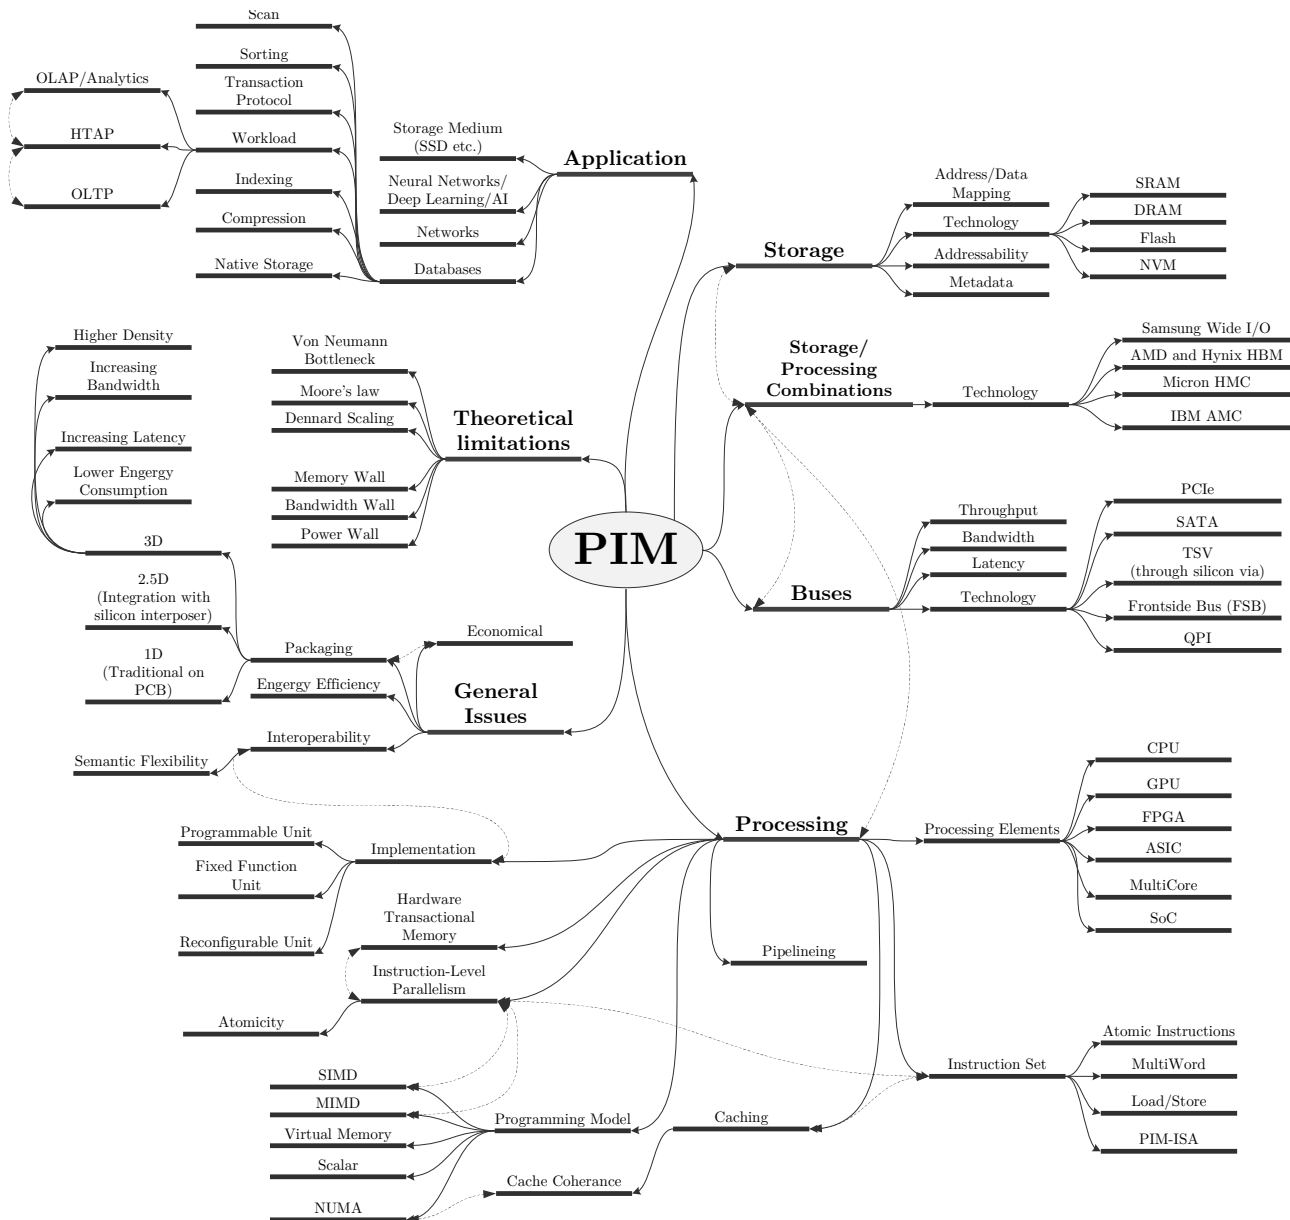 Scan
Sorting
Transaction
Protocol
Workload
Indexing
Compression
Native Storage
OLAP/Analytics
HTAP
OLTP
Storage Medium
(SSD etc.)
Neural Networks/
Deep Learning/AI
Networks
Databases
Application
Storage
Address/Data
Mapping
Technology
Addressability
Metadata
SRAM
DRAM
Flash
NVM
Storage/
Processing
Combinations
Technology
Samsung Wide I/O
AMD and Hynix HBM
Micron HMC
IBM AMC
Higher Density
Increasing
Bandwidth
Increasing Latency
Lower Engergy
Consumption
3D
2.5D
(Integration with
silicon interposer)
1D
(Traditional on
PCB)
Von Neumann
Bottleneck
Moore's law
Dennard Scaling
Memory Wall
Bandwidth Wall
Power Wall
Theoretical
limitations
PIM
Buses
Throughput
Bandwidth
Latency
Technology
PCIe
SATA
TSV
(through silicon via)
Frontside Bus (FSB)
QPI
Packaging
Economical
Engergy Efficiency
Interoperability
Semantic Flexibility
General
Issues
Processing
Processing Elements
CPU
GPU
FPGA
ASIC
MultiCore
SoC
Programmable Unit
Fixed Function
Unit
Reconfigurable Unit
Implementation
Hardware
Transactional
Memory
Instruction-Level
Parallelism
Atomicity
Pipelineing
SIMD
MIMD
Virtual Memory
Scalar
NUMA
Programming Model
Caching
Cache Coherance
Instruction Set
Atomic Instructions
MultiWord
Load/Store
PIM-ISA